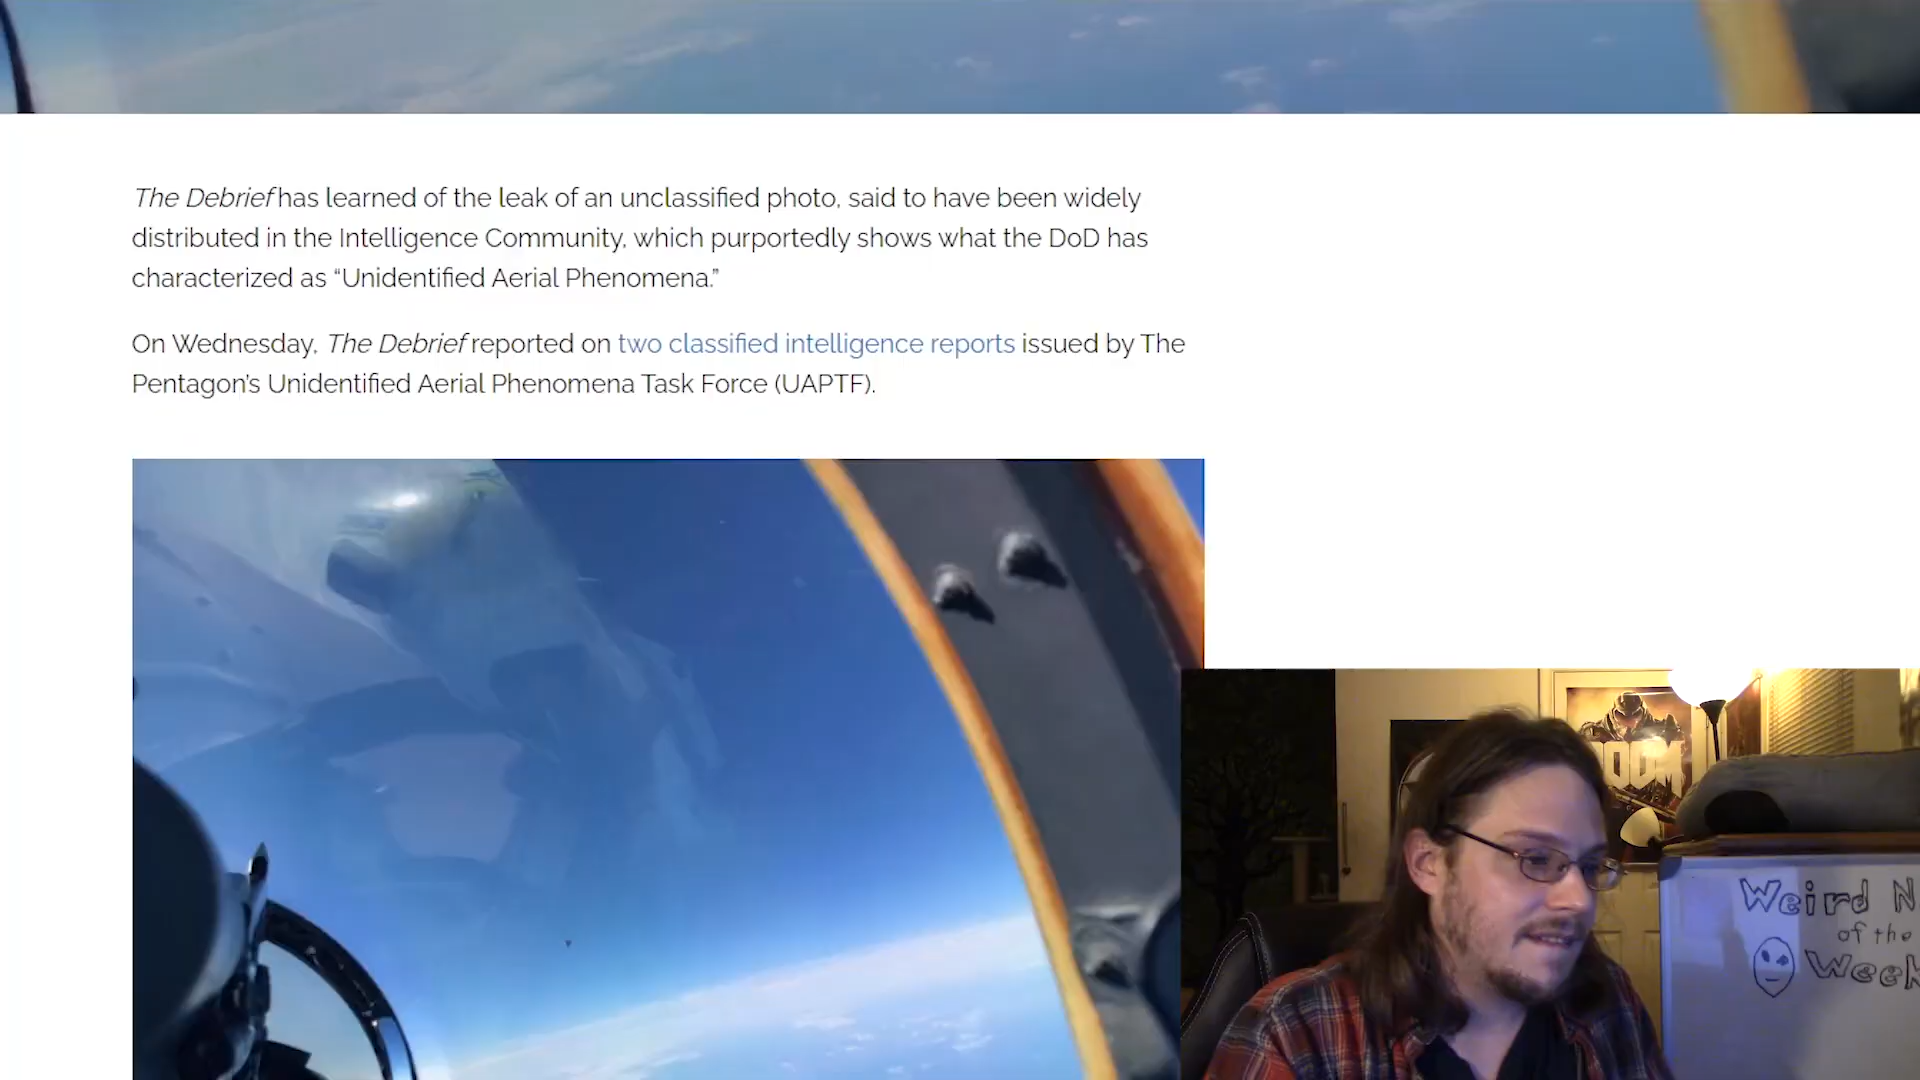 The Debrief has learned of the leak of an unclassified photo, said to have been widely
distributed in the Intelligence Community, which purportedly shows what the DoD has
characterized as “Unidentified Aerial Phenomena.”
On Wednesday, The Debrief reported on two classified intelligence reports issued by The
Pentagon’s Unidentified Aerial Phenomena Task Force (UAPTF).
DOOM
Weird N
of the
Week